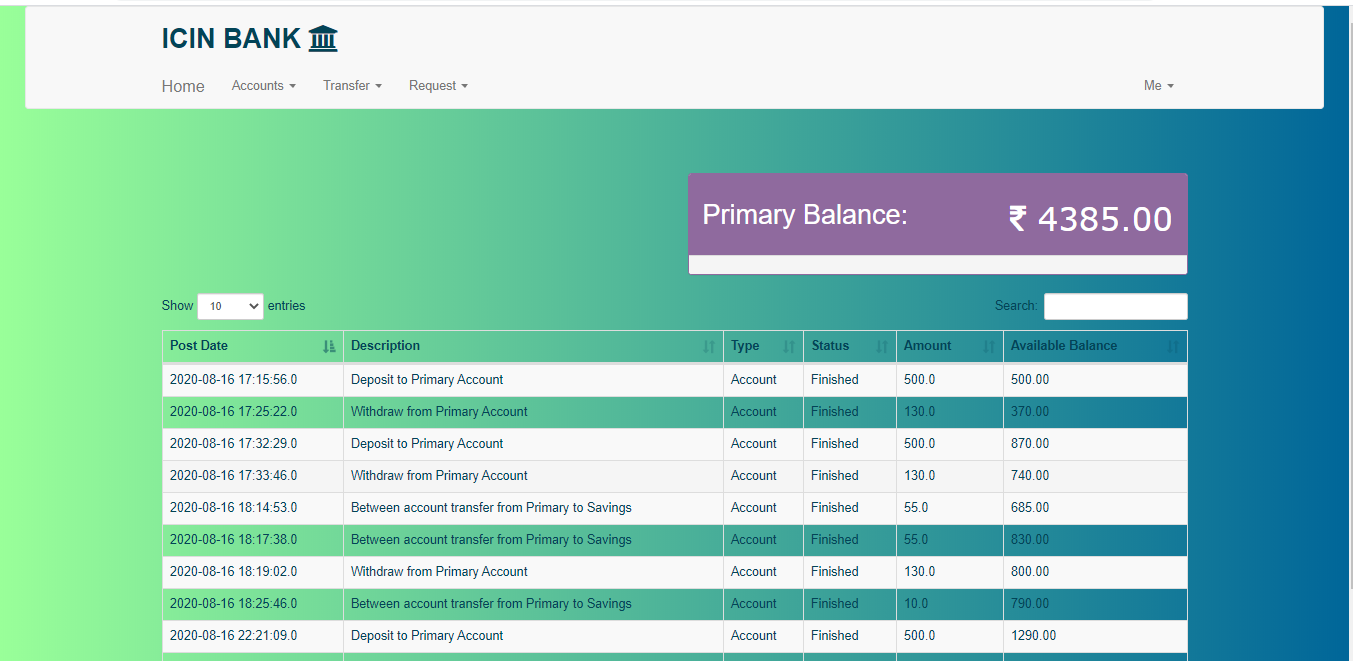 ICIN BANK
Home Accounts Transfer Request Me
Primary Balance: ₹ 4385.00
Show 10 entries Search:
Post Date Description Type Status Amount Available Balance
2020-08-16 17:15:56.0 Deposit to Primary Account Account Finished 500.0 500.00
2020-08-16 17:25:22.0 Withdraw from Primary Account Account Finished 130.0 370.00
2020-08-16 17:32:29.0 Deposit to Primary Account Account Finished 500.0 870.00
2020-08-16 17:33:46.0 Withdraw from Primary Account Account Finished 130.0 740.00
2020-08-16 18:14:53.0 Between account transfer from Primary to Savings Account Finished 55.0 685.00
2020-08-16 18:17:38.0 Between account transfer from Primary to Savings Account Finished 55.0 830.00
2020-08-16 18:19:02.0 Withdraw from Primary Account Account Finished 130.0 800.00
2020-08-16 18:25:46.0 Between account transfer from Primary to Savings Account Finished 10.0 790.00
2020-08-16 22:21:09.0 Deposit to Primary Account Account Finished 500.0 1290.00